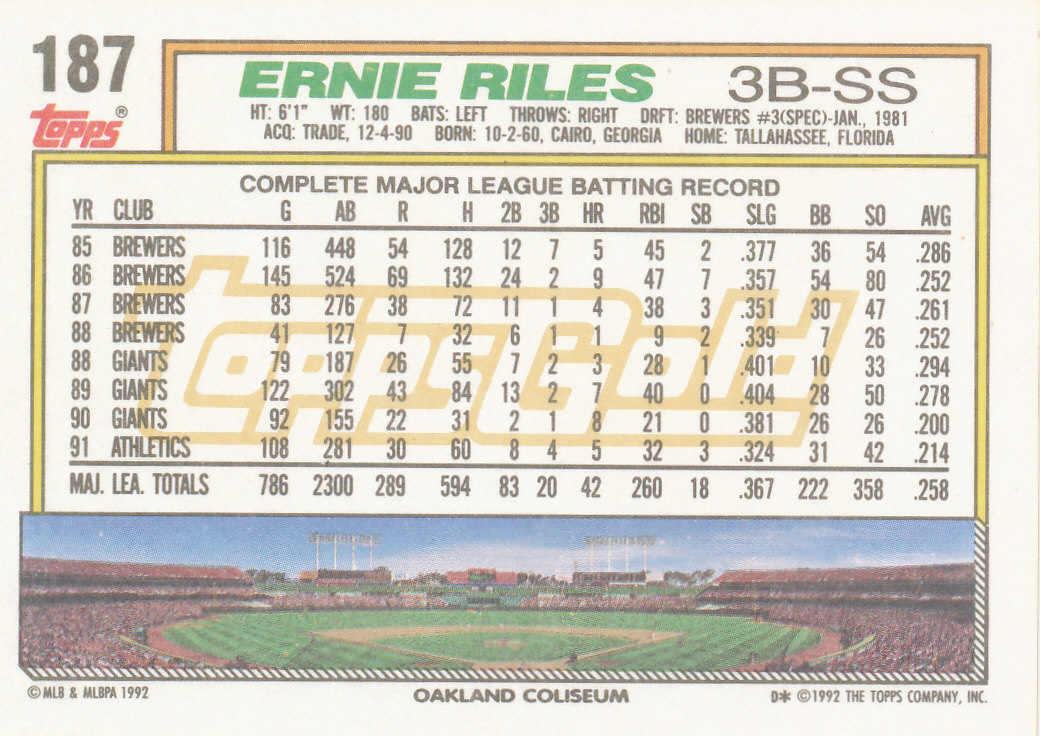 187
Topps®
ERNIE RILES 3B-SS
HT: 6'1" WT: 180 BATS: LEFT THROWS: RIGHT DRFT: BREWERS #3(SPEC)-JAN., 1981
ACQ: TRADE, 12-4-90 BORN: 10-2-60, CAIRO, GEORGIA HOME: TALLAHASSEE, FLORIDA
COMPLETE MAJOR LEAGUE BATTING RECORD
YR CLUB G AB R H 2B 3B HR RBI SB SLG BB SO AVG
85 BREWERS 116 448 54 128 12 7 5 45 2 .377 36 54 .286
86 BREWERS 145 524 69 132 24 2 9 47 7 .357 54 80 .252
87 BREWERS 83 276 38 72 11 1 4 38 3 .351 30 47 .261
88 BREWERS 41 127 7 32 6 1 1 9 2 .339 7 26 .252
88 GIANTS 79 187 26 55 7 2 3 28 1 .401 10 33 .294
89 GIANTS 122 302 43 84 13 2 7 40 0 .404 28 50 .278
90 GIANTS 92 155 22 31 2 1 8 21 0 .381 26 26 .200
91 ATHLETICS 108 281 30 60 8 4 5 32 3 .324 31 42 .214
MAJ. LEA. TOTALS 786 2300 289 594 83 20 42 260 18 .367 222 358 .258
ToppsGold
© MLB & MLBPA 1992 OAKLAND COLISEUM D* ©1992 THE TOPPS COMPANY, INC.